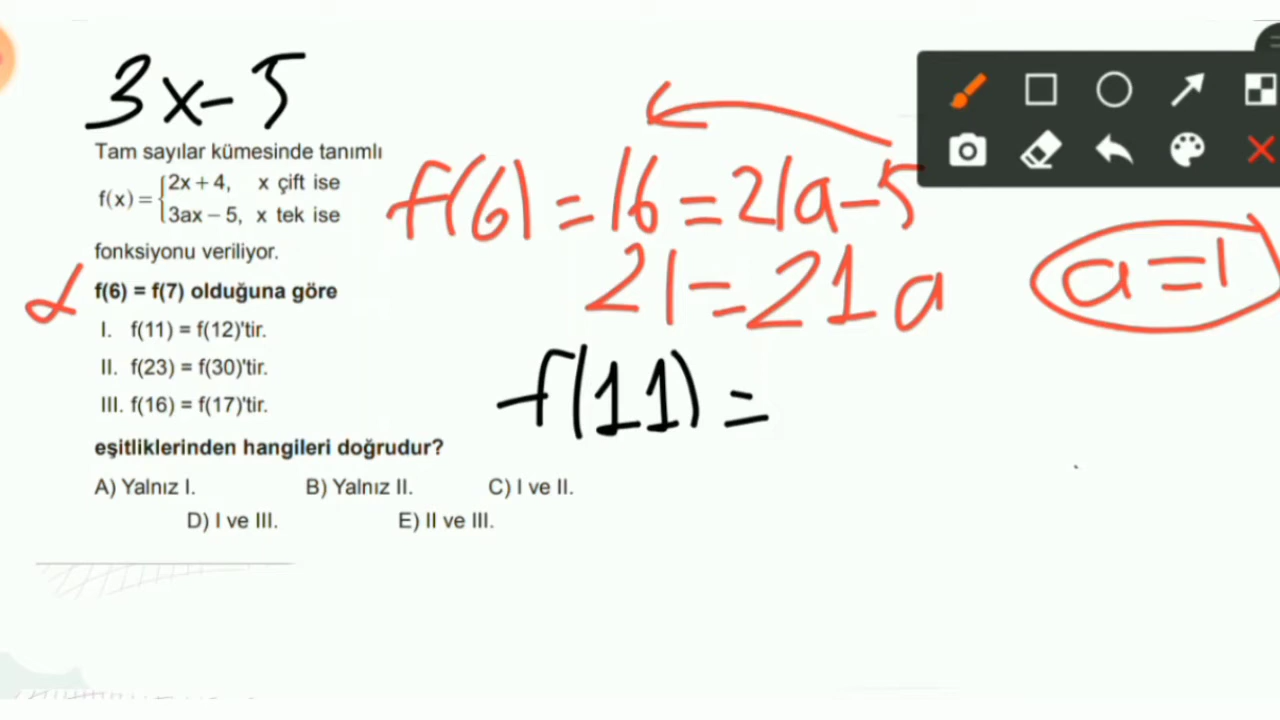 3x-5
Tam sayılar kümesinde tanımlı
f(x) = { 2x + 4, x çift ise
3ax − 5, x tek ise
fonksiyonu veriliyor.
f(6) = f(7) olduğuna göre
I. f(11) = f(12)'tir.
II. f(23) = f(30)'tir.
III. f(16) = f(17)'tir.
eşitliklerinden hangileri doğrudur?
A) Yalnız I. B) Yalnız II. C) I ve II.
D) I ve III. E) II ve III.
f(6) = 16 = 21a - 5
21 = 21a
a = 1
f(11) =